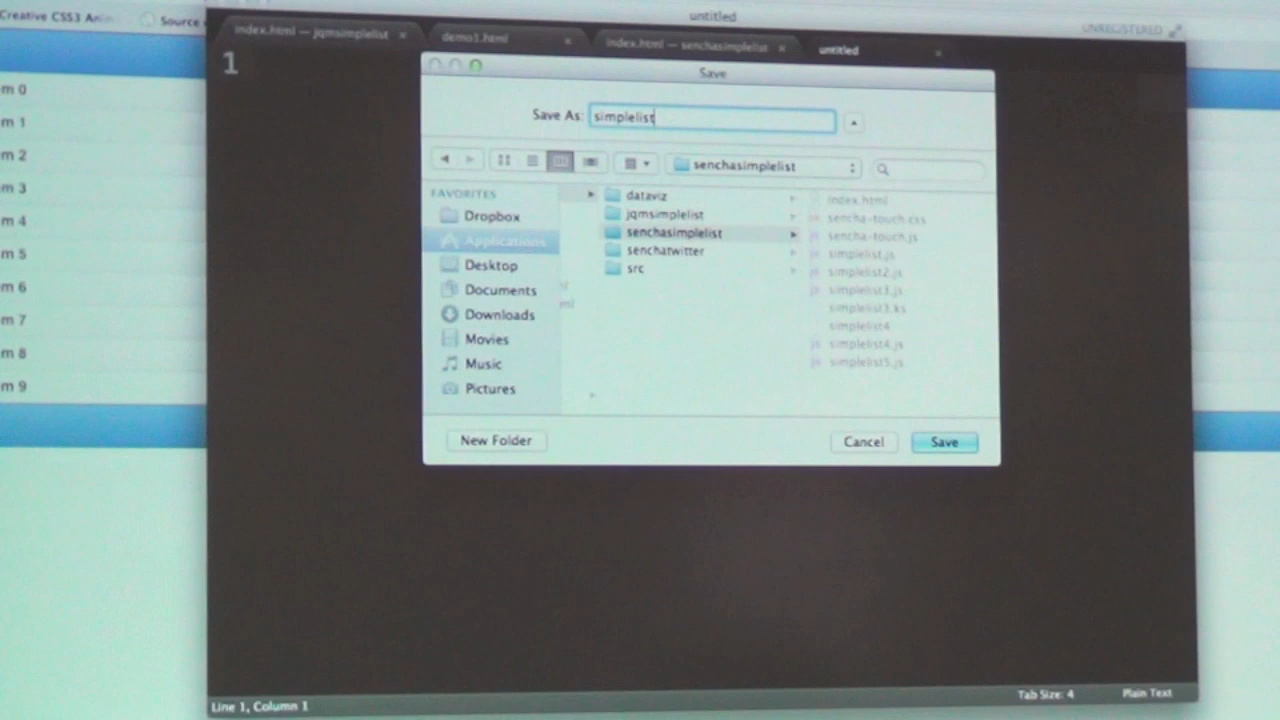 Creative CSS3 Ani
Source
untitled
UNREGISTERED
index.html — jqmsimplelist
demo1.html
index.html — senchasimplelist
untitled
1
Save
Save As: simplelist
senchasimplelist
FAVORITES
Dropbox
Applications
Desktop
Documents
Downloads
Movies
Music
Pictures
dataviz
jqmsimplelist
senchasimplelist
senchatwitter
src
index.html
sencha-touch.css
sencha-touch.js
simplelist.js
simplelist2.js
simplelist3.js
simplelist3.ks
simplelist4
simplelist4.js
simplelist5.js
New Folder
Cancel
Save
m 0
m 1
m 2
m 3
m 4
m 5
m 6
m 7
m 8
m 9
Line 1, Column 1
Tab Size: 4
Plain Text